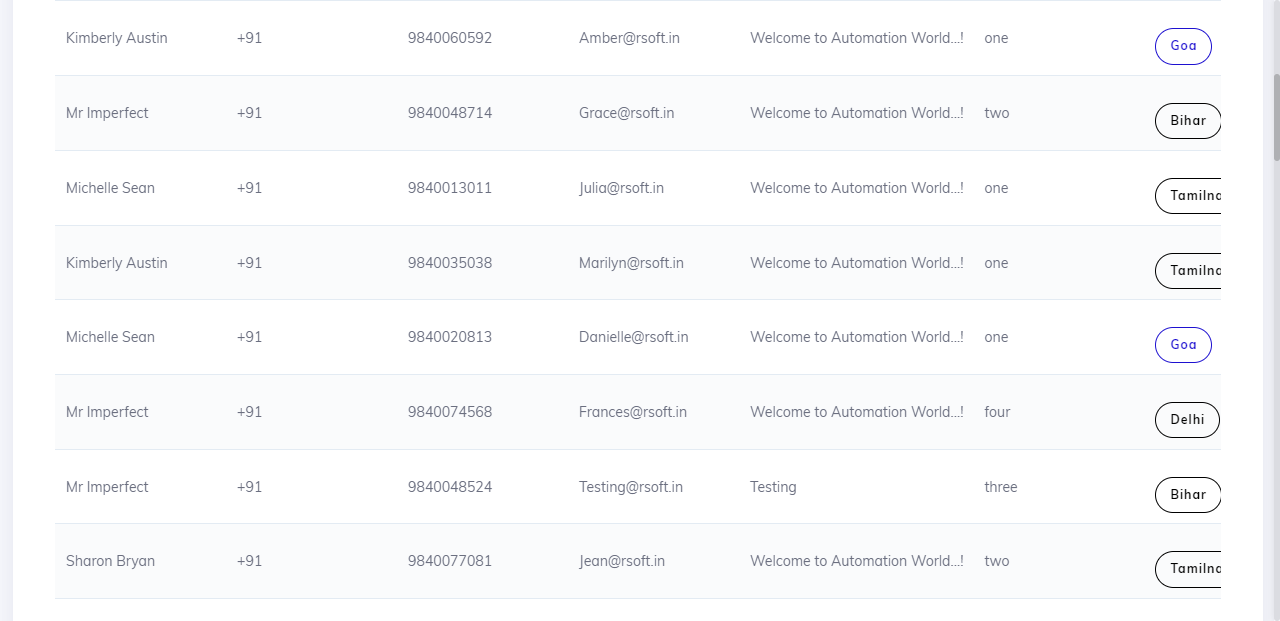 Kimberly Austin +91 9840060592 Amber@rsoft.in Welcome to Automation World...! one Goa
Mr Imperfect +91 9840048714 Grace@rsoft.in Welcome to Automation World...! two Bihar
Michelle Sean +91 9840013011 Julia@rsoft.in Welcome to Automation World...! one
Kimberly Austin +91 9840035038 Marilyn@rsoft.in Welcome to Automation World...! one
Michelle Sean +91 9840020813 Danielle@rsoft.in Welcome to Automation World...! one Goa
Mr Imperfect +91 9840074568 Frances@rsoft.in Welcome to Automation World...! four Delhi
Mr Imperfect +91 9840048524 Testing@rsoft.in Testing three Bihar
Sharon Bryan +91 9840077081 Jean@rsoft.in Welcome to Automation World...! two